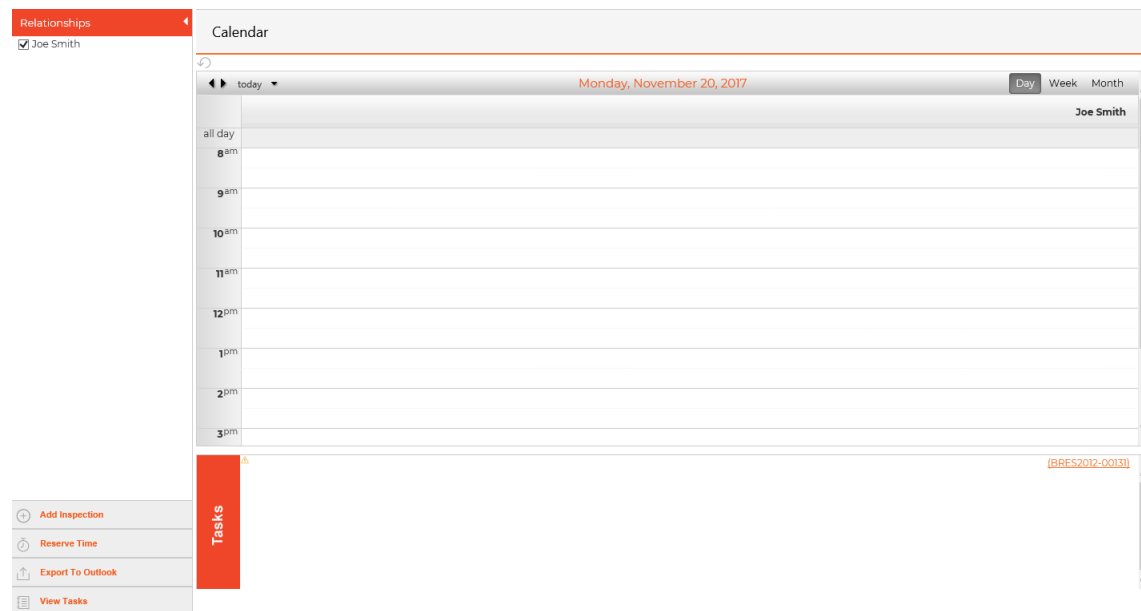 Relationships
Joe Smith
Calendar
today
Monday, November 20, 2017
Day Week Month
Joe Smith
all day
8am
9am
10am
11am
12pm
1pm
2pm
3pm
Tasks
(BRES2012-00131)
Add Inspection
Reserve Time
Export To Outlook
View Tasks